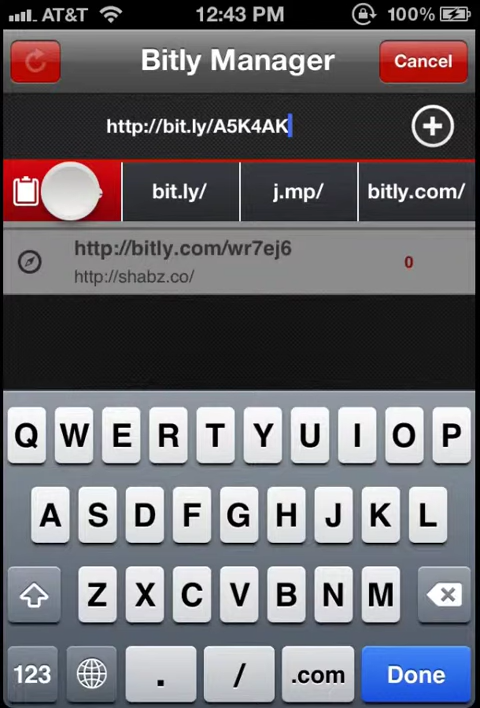 AT&T 12:43 PM 100%
Bitly Manager Cancel
http://bit.ly/A5K4AK
bit.ly/ j.mp/ bitly.com/
http://bitly.com/wr7ej6
http://shabz.co/ 0
Q W E R T Y U I O P
A S D F G H J K L
Z X C V B N M
123 . / .com Done